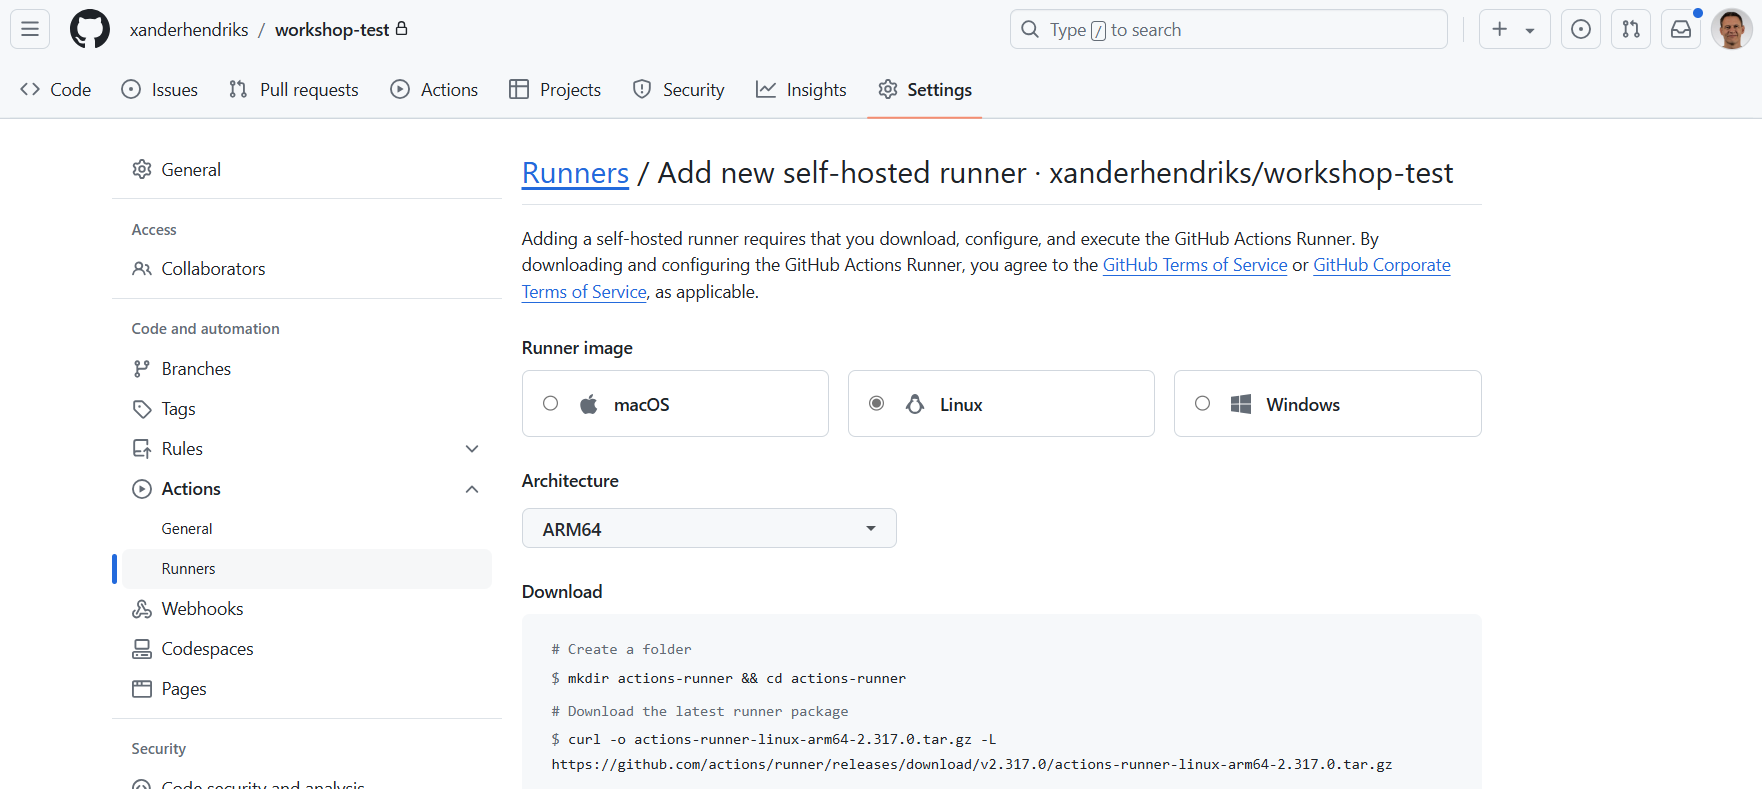 xanderhendriks / workshop-test
Type / to search
Code
Issues
Pull requests
Actions
Projects
Security
Insights
Settings
General
Access
Collaborators
Code and automation
Branches
Tags
Rules
Actions
General
Runners
Webhooks
Codespaces
Pages
Security
Code security and analysis
Runners / Add new self-hosted runner · xanderhendriks/workshop-test
Adding a self-hosted runner requires that you download, configure, and execute the GitHub Actions Runner. By
downloading and configuring the GitHub Actions Runner, you agree to the GitHub Terms of Service or GitHub Corporate
Terms of Service, as applicable.
Runner image
macOS
Linux
Windows
Architecture
ARM64
Download
# Create a folder
$ mkdir actions-runner && cd actions-runner
# Download the latest runner package
$ curl -o actions-runner-linux-arm64-2.317.0.tar.gz -L
https://github.com/actions/runner/releases/download/v2.317.0/actions-runner-linux-arm64-2.317.0.tar.gz